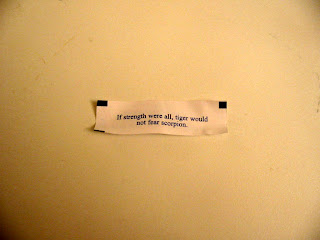 If strength were all, tiger would
not fear scorpion.